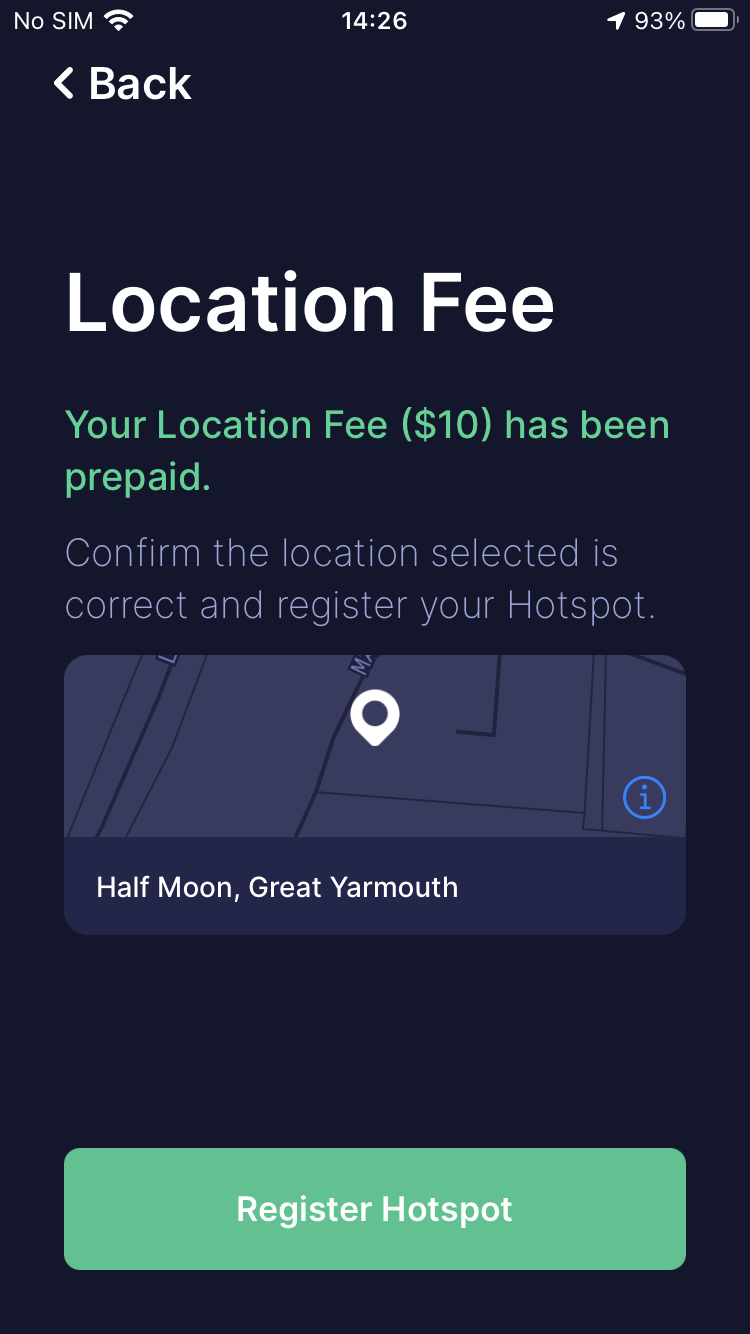 No SIM 14:26 93%
Back
Location Fee
Your Location Fee ($10) has been
prepaid.
Confirm the location selected is
correct and register your Hotspot.
Half Moon, Great Yarmouth
Register Hotspot